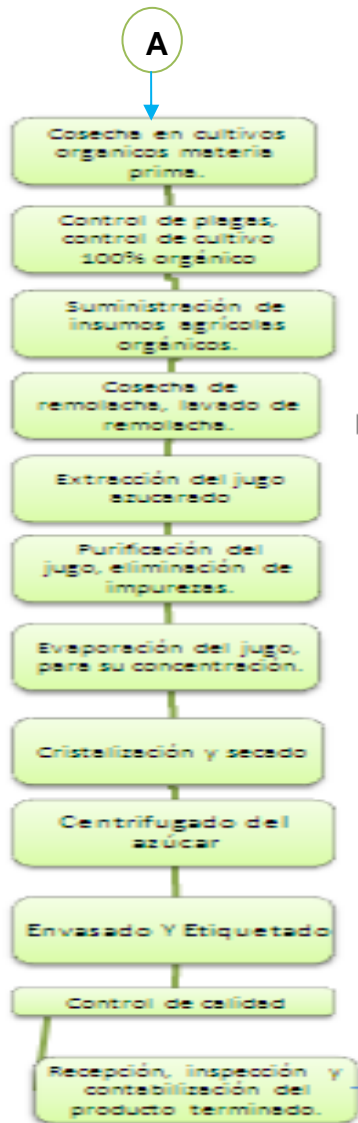 A
Cosecha en cultivos
organicos materia
prima.
Control de plagas,
control de cultivo
100% orgánico
Suministración de
insumos agrícolas
orgánicos.
Cosecha de
remolacha, lavado de
remolacha.
Extracción del jugo
azucarado
Purificación del
jugo, eliminación de
impurezas.
Evaporación del jugo,
para su concentración.
Cristalización y secado
Centrifugado del
azúcar
Envasado Y Etiquetado
Control de calidad
Recepción, inspección y
contabilización del
producto terminado.